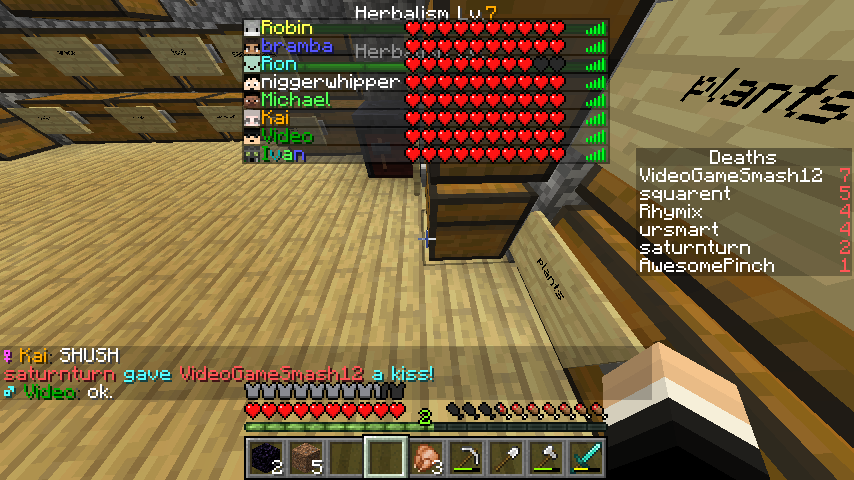 Herbalism Lv.7
Robin
bramba
Ron
niggerwhipper
Michael
Kai
Video
Ivan
plants
Deaths
VideoGameSmash12 7
squarent 5
Rhymix 4
ursmart 4
saturnturn 2
AwesomePinch 1
plants
Kai: SHUSH
saturnturn gave VideoGameSmash12 a kiss!
Video: ok.
8
2
5
3